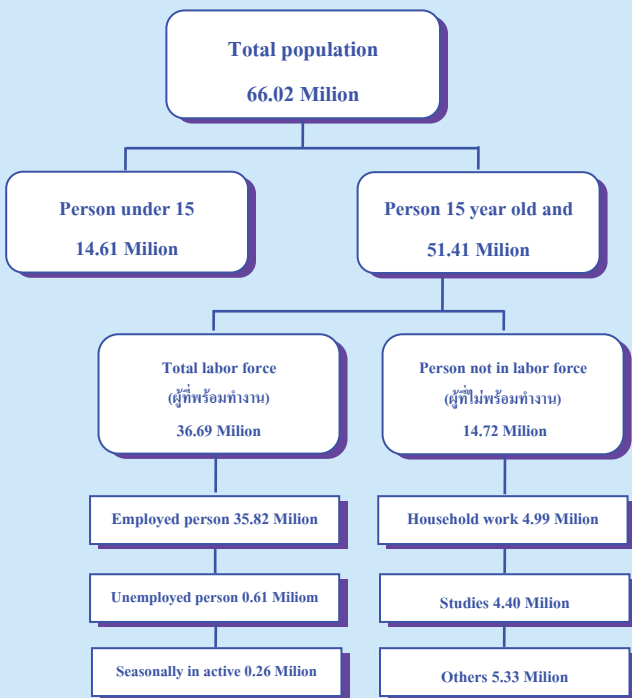 Total population
66.02 Milion
Person under 15
14.61 Milion
Person 15 year old and
51.41 Milion
Total labor force
(ผู้ที่พร้อมทำงาน)
36.69 Milion
Person not in labor force
(ผู้ที่ไม่พร้อมทำงาน)
14.72 Milion
Employed person 35.82 Milion
Household work 4.99 Milion
Unemployed person 0.61 Miliom
Studies 4.40 Milion
Seasonally in active 0.26 Milion
Others 5.33 Milion